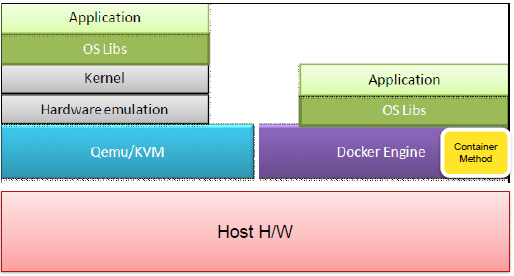 Application
OS Libs
Kernel
Hardware emulation
Qemu/KVM
Application
OS Libs
Docker Engine
Container
Method
Host H/W